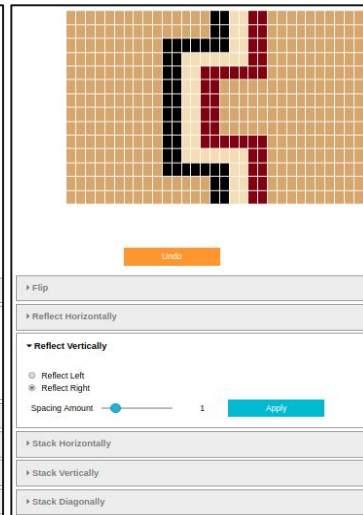 Undo
Flip
Reflect Horizontally
Reflect Vertically
Reflect Left
Reflect Right
Spacing Amount 1 Apply
Stack Horizontally
Stack Vertically
Stack Diagonally